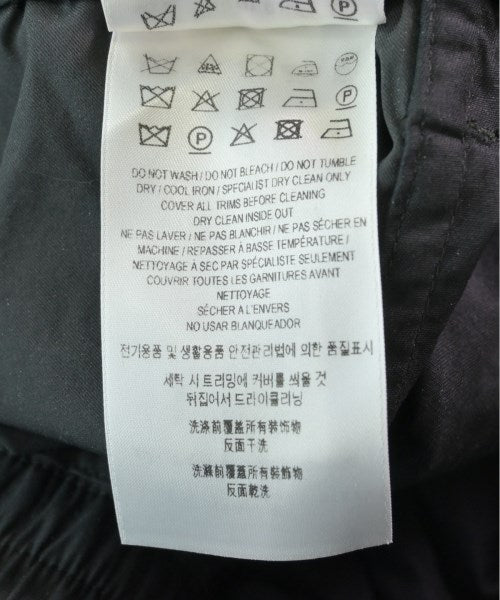 DO NOT WASH / DO NOT BLEACH / DO NOT TUMBLE
DRY / COOL IRON / SPECIALIST DRY CLEAN ONLY
COVER ALL TRIMS BEFORE CLEANING
DRY CLEAN INSIDE OUT
NE PAS LAVER / NE PAS BLANCHIR / NE PAS SÉCHER EN
MACHINE / REPASSER À BASSE TEMPÉRATURE /
NETTOYAGE À SEC PAR SPÉCIALISTE SEULEMENT
COUVRIR TOUTES LES GARNITURES AVANT
NETTOYAGE
SÉCHER À L'ENVERS
NO USAR BLANQUEADOR
전기용품 및 생활용품 안전관리법에 의한 품질표시
세탁 시 트리밍에 커버를 씌울 것
뒤집어서 드라이클리닝
洗涤前覆盖所有装饰物
反面干洗
洗滌前覆蓋所有裝飾物
反面乾洗